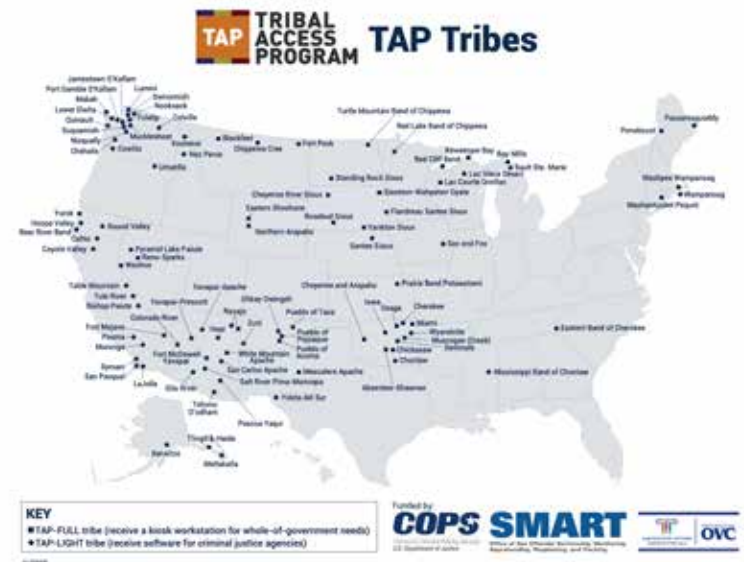 TAP
TRIBAL
ACCESS
PROGRAM
TAP Tribes
Jamestown S'Klallam
Port Gamble S'Klallam
Makah
Lower Elwha
Quinault
Suquamish
Nisqually
Chehalis
Cowlitz
Lummi
Swinomish
Nooksack
Tulalip
Colville
Muckleshoot
Kootenai
Nez Perce
Umatilla
Blackfeet
Chippewa Cree
Fort Peck
Turtle Mountain Band of Chippewa
Red Lake Band of Chippewa
Keweenaw Bay
Bay Mills
Red Cliff Band
Sault Ste. Marie
Lac Vieux Desert
Lac Courte Oreilles
Passamaquoddy
Penobscot
Mashpee Wampanoag
Wampanoag
Mashantucket Pequot
Standing Rock Sioux
Cheyenne River Sioux
Sisseton-Wahpeton Oyate
Eastern Shoshone
Rosebud Sioux
Flandreau Santee Sioux
Northern Arapaho
Yankton Sioux
Santee Sioux
Sac and Fox
Yurok
Hoopa Valley
Bear River Band
Round Valley
Coyote Valley
Pyramid Lake Paiute
Reno-Sparks
Washoe
Table Mountain
Tule River
Bishop Paiute
Colorado River
Fort Mojave
Morongo
San Pasqual
La Jolla
Yavapai-Prescott
Yavapai-Apache
Fort McDowell
Yavapai
Gila River
Tohono
O'odham
Pascua Yaqui
Navajo
Hopi
Zuni
Ohkay Owingeh
Pueblo of Taos
Pueblo of
Pojoaque
Pueblo of
Acoma
White Mountain
Apache
San Carlos Apache
Mescalero Apache
Salt River Pima-Maricopa
Ysleta del Sur
Cheyenne and Arapaho
Prairie Band Potawatomi
Iowa
Osage
Cherokee
Miami
Wyandotte
Muscogee (Creek)
Seminole
Chickasaw
Choctaw
Absentee Shawnee
Eastern Band of Cherokee
Mississippi Band of Choctaw
Tlingit & Haida
Metlakatla
KEY
TAP-FULL tribe (receive a kiosk workstation for whole-of-government needs)
TAP-LIGHT tribe (receive software for criminal justice agencies)
Funded by:
COPS
U.S. Department of Justice
SMART
Office of Sex Offender Sentencing, Monitoring,
Apprehending, Registering, and Tracking
OVC